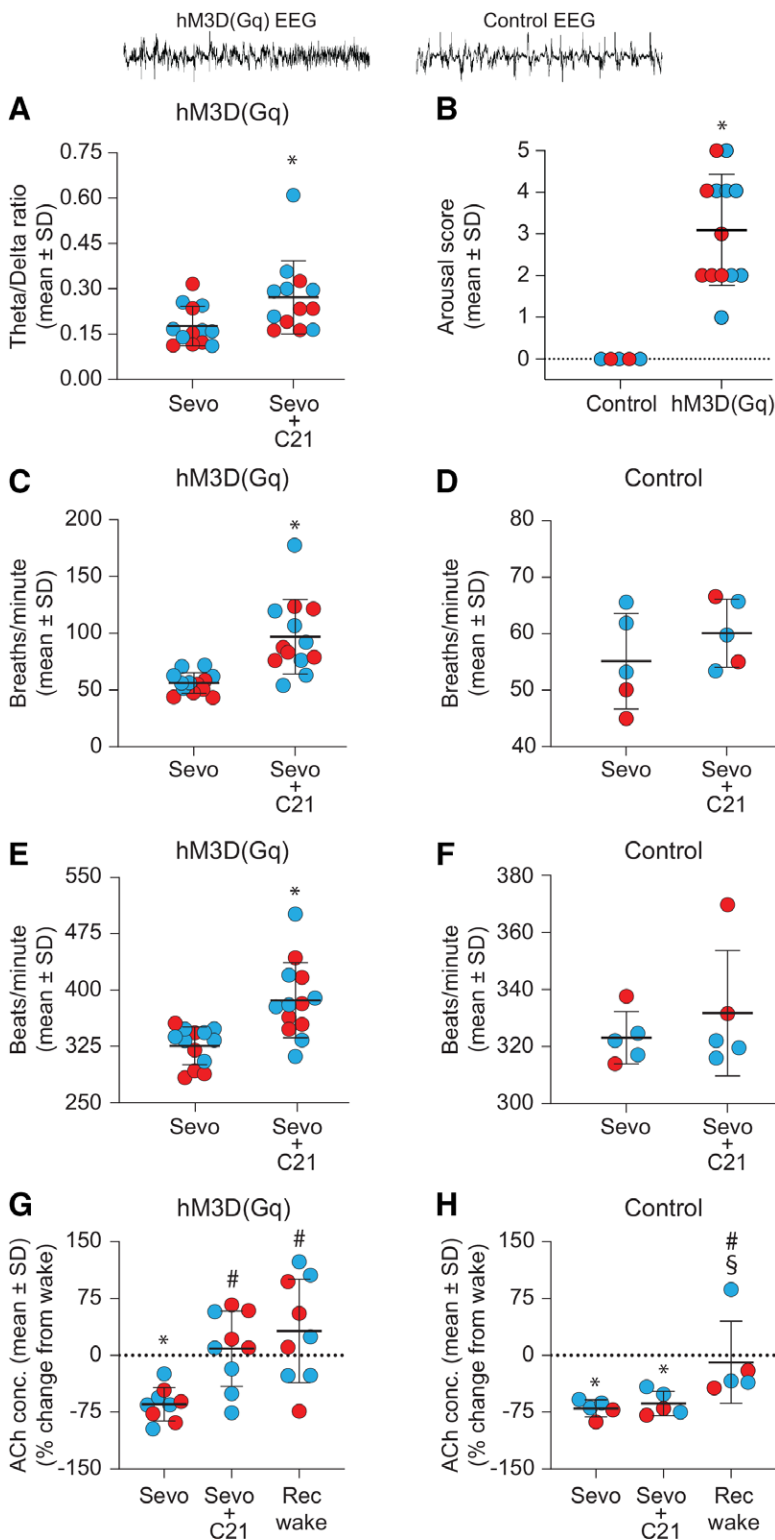 hM3D(Gq) EEG
Control EEG
A
hM3D(Gq)
Theta/Delta ratio
(mean ± SD)
0.75
0.60
0.45
0.30
0.15
0.00
*
Sevo
Sevo
+
C21
B
Arousal score
(mean ± SD)
5
4
3
2
1
0
*
Control
hM3D(Gq)
C
hM3D(Gq)
Breaths/minute
(mean ± SD)
200
150
100
50
0
*
Sevo
Sevo
+
C21
D
Control
Breaths/minute
(mean ± SD)
80
70
60
50
40
Sevo
Sevo
+
C21
E
hM3D(Gq)
Beats/minute
(mean ± SD)
550
475
400
325
250
*
Sevo
Sevo
+
C21
F
Control
Beats/minute
(mean ± SD)
380
360
340
320
300
Sevo
Sevo
+
C21
G
hM3D(Gq)
ACh conc. (mean ± SD)
(% change from wake)
150
75
0
-75
-150
*
#
#
Sevo
Sevo
+
C21
Rec
wake
H
Control
ACh conc. (mean ± SD)
(% change from wake)
150
75
0
-75
-150
*
*
#
§
Sevo
Sevo
+
C21
Rec
wake